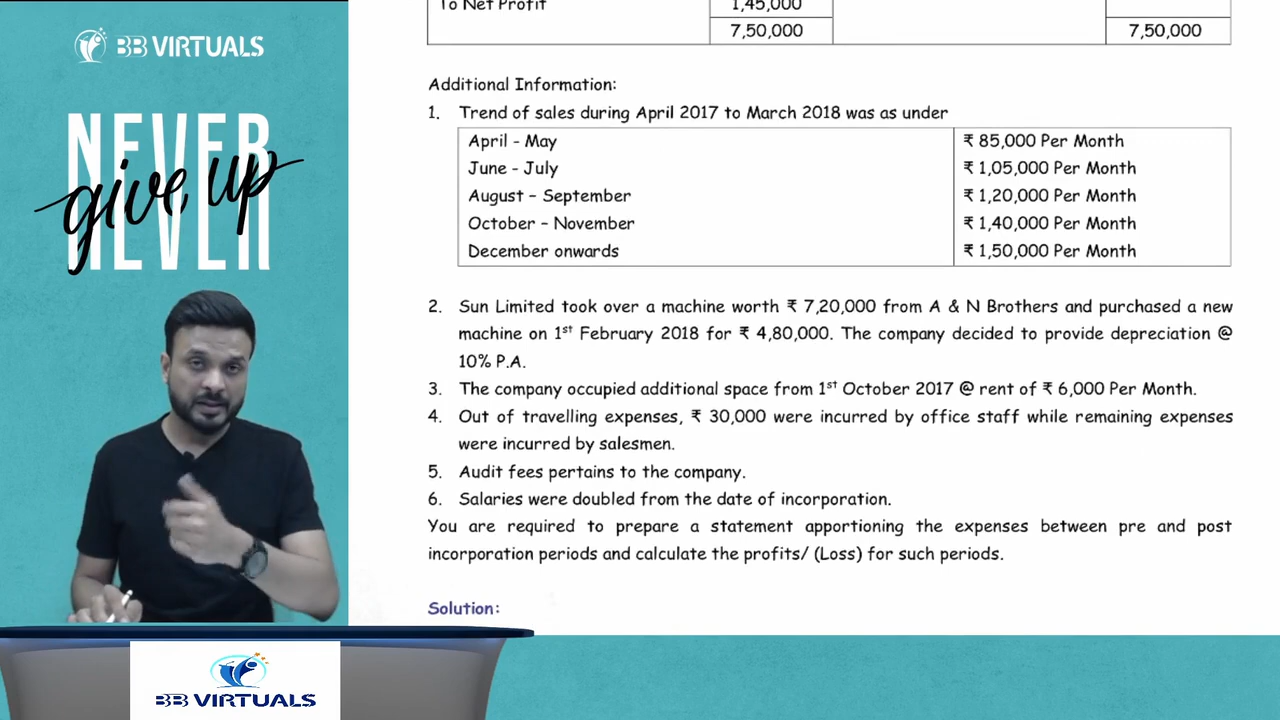 BB VIRTUALS
NEVER
give up
NEVER
To Net Profit 1,45,000
7,50,000 7,50,000
Additional Information:
1. Trend of sales during April 2017 to March 2018 was as under
April - May ₹ 85,000 Per Month
June - July ₹ 1,05,000 Per Month
August – September ₹ 1,20,000 Per Month
October – November ₹ 1,40,000 Per Month
December onwards ₹ 1,50,000 Per Month
2. Sun Limited took over a machine worth ₹ 7,20,000 from A & N Brothers and purchased a new
machine on 1st February 2018 for ₹ 4,80,000. The company decided to provide depreciation @
10% P.A.
3. The company occupied additional space from 1st October 2017 @ rent of ₹ 6,000 Per Month.
4. Out of travelling expenses, ₹ 30,000 were incurred by office staff while remaining expenses
were incurred by salesmen.
5. Audit fees pertains to the company.
6. Salaries were doubled from the date of incorporation.
You are required to prepare a statement apportioning the expenses between pre and post
incorporation periods and calculate the profits/ (Loss) for such periods.
Solution:
BB VIRTUALS